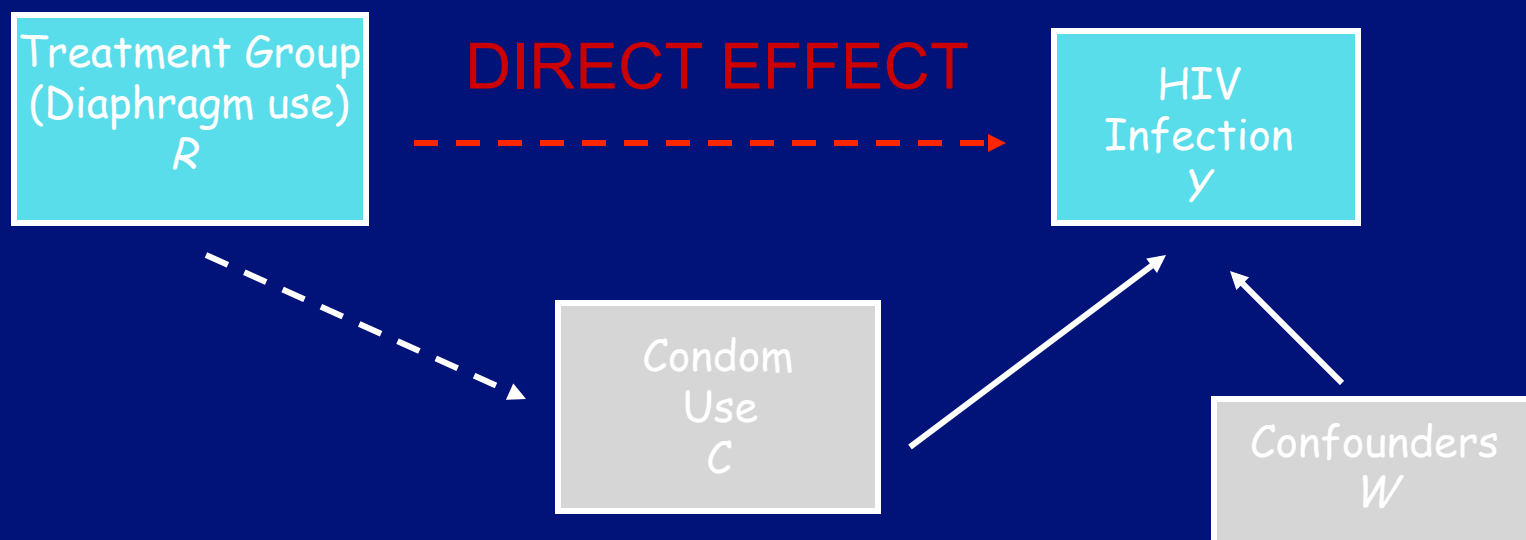 Treatment Group
(Diaphragm use)
R
DIRECT EFFECT
HIV
Infection
Y
Condom
Use
C
Confounders
W